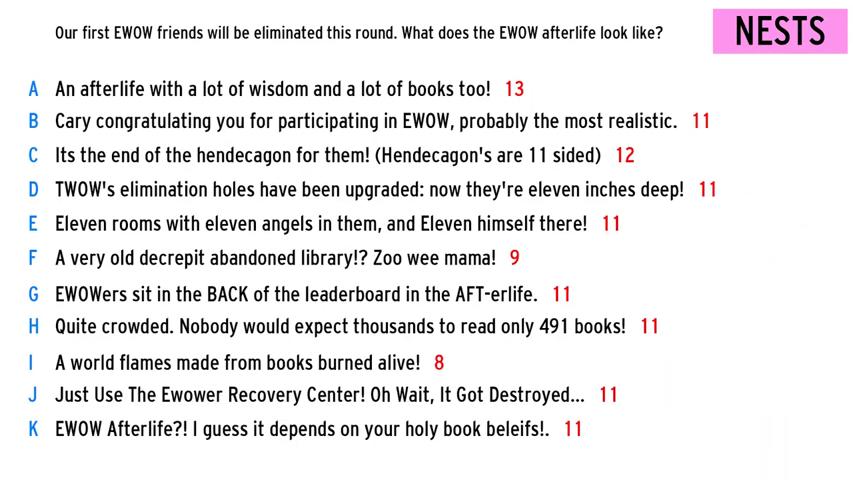 Our first EWOW friends will be eliminated this round. What does the EWOW afterlife look like?
NESTS
A An afterlife with a lot of wisdom and a lot of books too! 13
B Cary congratulating you for participating in EWOW, probably the most realistic. 11
C Its the end of the hendecagon for them! (Hendecagon's are 11 sided) 12
D TWOW's elimination holes have been upgraded: now they're eleven inches deep! 11
E Eleven rooms with eleven angels in them, and Eleven himself there! 11
F A very old decrepit abandoned library!? Zoo wee mama! 9
G EWOWers sit in the BACK of the leaderboard in the AFT-erlife. 11
H Quite crowded. Nobody would expect thousands to read only 491 books! 11
I A world flames made from books burned alive! 8
J Just Use The Ewower Recovery Center! Oh Wait, It Got Destroyed... 11
K EWOW Afterlife?! I guess it depends on your holy book beleifs!. 11